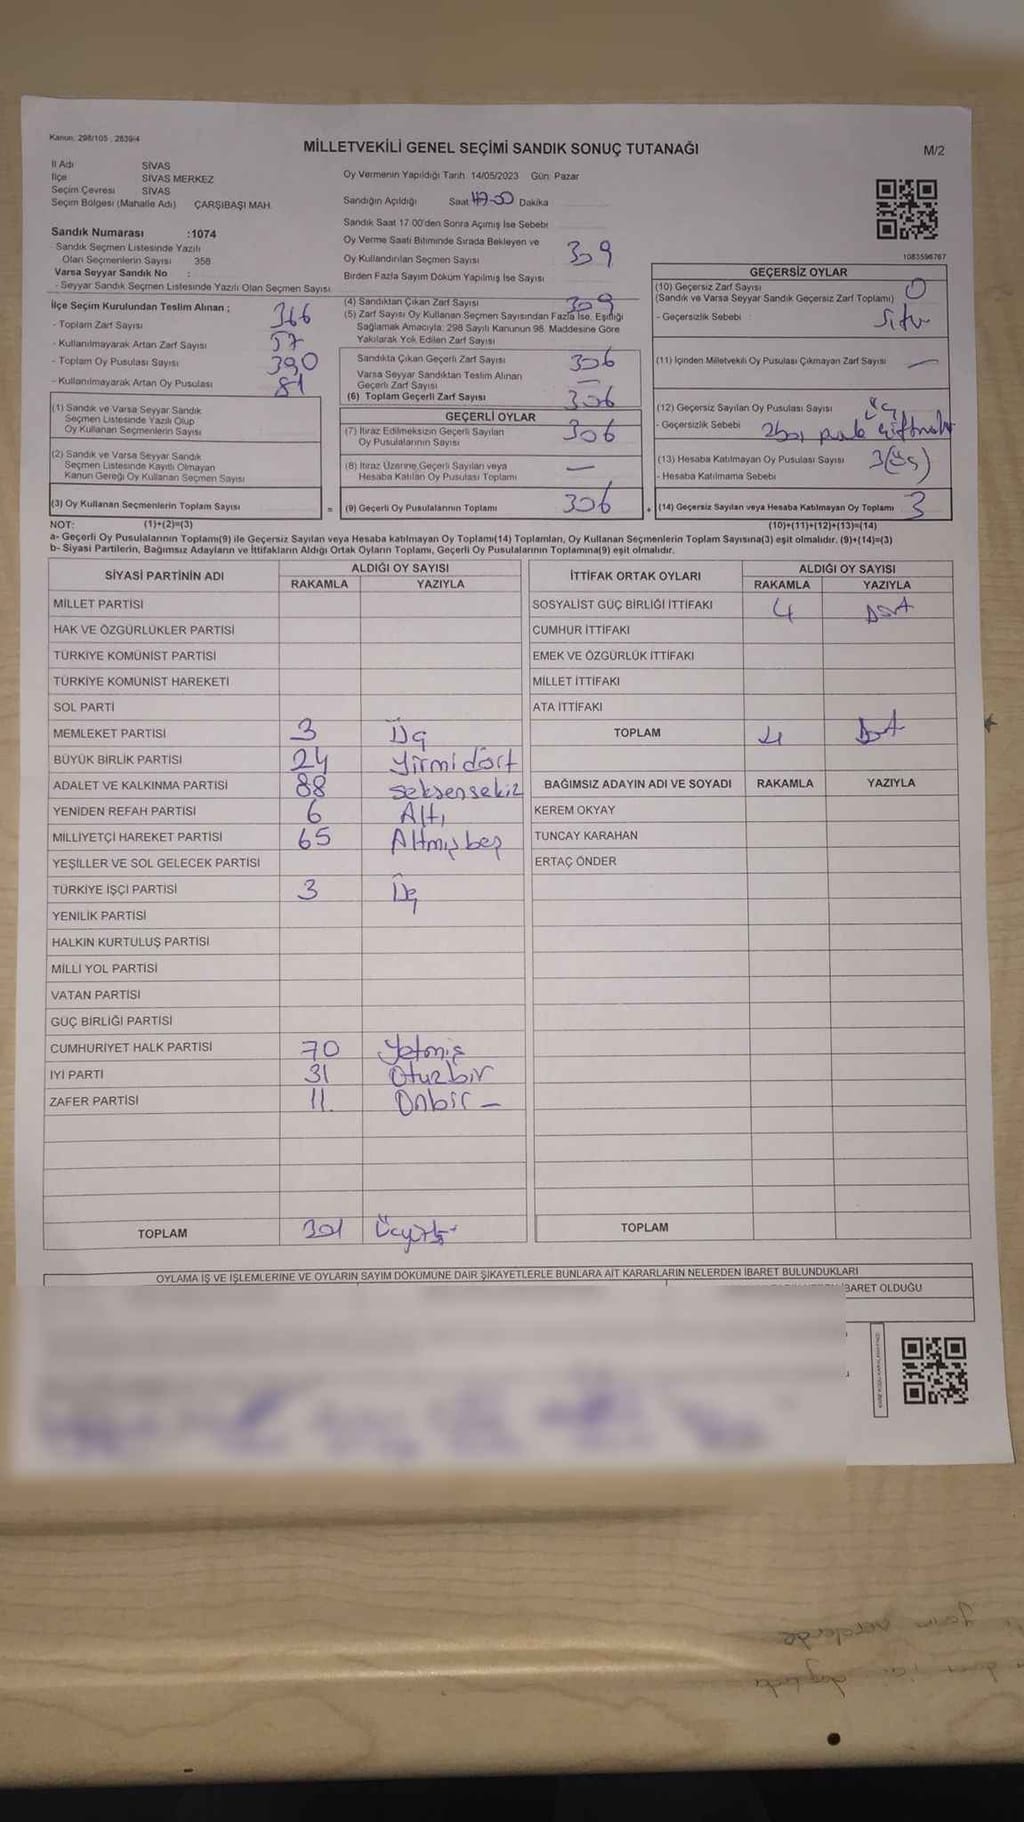 Kanun: 298/105 , 2839/4
MİLLETVEKİLİ GENEL SEÇİMİ SANDIK SONUÇ TUTANAĞI
M/2
İl Adı SİVAS
İlçe SİVAS MERKEZ
Seçim Çevresi SİVAS
Seçim Bölgesi (Mahalle Adı) ÇARŞIBAŞI MAH.
Oy Vermenin Yapıldığı Tarih: 14/05/2023 Gün: Pazar
Sandığın Açıldığı Saat Dakika
Sandık Saat 17:00'den Sonra Açımış İse Sebebi
Sandık Numarası :1074
- Sandık Seçmen Listesinde Yazılı
Olan Seçmenlerin Sayısı 358
Varsa Seyyar Sandık No :
- Seyyar Sandık Seçmen Listesinde Yazılı Olan Seçmen Sayısı
Oy Verme Saati Bitiminde Sırada Bekleyen ve
Oy Kullandırılan Seçmen Sayısı 309
Birden Fazla Sayım Döküm Yapılmış İse Sayısı
1083596767
İlçe Seçim Kurulundan Teslim Alınan ;
- Toplam Zarf Sayısı 366
- Kullanılmayarak Artan Zarf Sayısı 57
- Toplam Oy Pusulası Sayısı 390
- Kullanılmayarak Artan Oy Pusulası 81
(1) Sandık ve Varsa Seyyar Sandık
Seçmen Listesinde Yazılı Olup
Oy Kullanan Seçmenlerin Sayısı
(2) Sandık ve Varsa Seyyar Sandık
Seçmen Listesinde Kayıtlı Olmayan
Kanun Gereği Oy Kullanan Seçmen Sayısı
(3) Oy Kullanan Seçmenlerin Toplam Sayısı =
(4) Sandıktan Çıkan Zarf Sayısı 309
(5) Zarf Sayısı Oy Kullanan Seçmen Sayısından Fazla İse, Eşitliği
Sağlamak Amacıyla; 298 Sayılı Kanunun 98. Maddesine Göre
Yakılarak Yok Edilen Zarf Sayısı
Sandıkta Çıkan Geçerli Zarf Sayısı 306
Varsa Seyyar Sandıktan Teslim Alınan
Geçerli Zarf Sayısı —
(6) Toplam Geçerli Zarf Sayısı 306
GEÇERLİ OYLAR
(7) İtiraz Edilmeksizin Geçerli Sayılan
Oy Pusulalarının Sayısı 306
(8) İtiraz Üzerine Geçerli Sayılan veya
Hesaba Katılan Oy Pusulası Toplamı —
(9) Geçerli Oy Pusulalarının Toplamı 306 +
GEÇERSİZ OYLAR
(10) Geçersiz Zarf Sayısı
(Sandık ve Varsa Seyyar Sandık Geçersiz Zarf Toplamı) 0
- Geçersizlik Sebebi : Sıfır
(11) İçinden Milletvekili Oy Pusulası Çıkmayan Zarf Sayısı —
(12) Geçersiz Sayılan Oy Pusulası Sayısı üç
- Geçersizlik Sebebi
(13) Hesaba Katılmayan Oy Pusulası Sayısı 3(üç)
- Hesaba Katılmama Sebebi
(14) Geçersiz Sayılan veya Hesaba Katılmayan Oy Toplamı 3
NOT: (1)+(2)=(3) (10)+(11)+(12)+(13)=(14)
a- Geçerli Oy Pusulalarının Toplamı(9) ile Geçersiz Sayılan veya Hesaba katılmayan Oy Toplamı(14) Toplamları, Oy Kullanan Seçmenlerin Toplam Sayısına(3) eşit olmalıdır. (9)+(14)=(3)
b- Siyasi Partilerin, Bağımsız Adayların ve İttifakların Aldığı Ortak Oyların Toplamı, Geçerli Oy Pusulalarının Toplamına(9) eşit olmalıdır.
SİYASİ PARTİNİN ADI ALDIĞI OY SAYISI
RAKAMLA YAZIYLA
MİLLET PARTİSİ
HAK VE ÖZGÜRLÜKLER PARTİSİ
TÜRKİYE KOMÜNİST PARTİSİ
TÜRKİYE KOMÜNİST HAREKETİ
SOL PARTİ
MEMLEKET PARTİSİ 3 Üç
BÜYÜK BİRLİK PARTİSİ 24 Yirmidört
ADALET VE KALKINMA PARTİSİ 88 Seksensekiz
YENİDEN REFAH PARTİSİ 6 Altı
MİLLİYETÇİ HAREKET PARTİSİ 65 Altmışbeş
YEŞİLLER VE SOL GELECEK PARTİSİ
TÜRKİYE İŞÇİ PARTİSİ 3 Üç
YENİLİK PARTİSİ
HALKIN KURTULUŞ PARTİSİ
MİLLİ YOL PARTİSİ
VATAN PARTİSİ
GÜÇ BİRLİĞİ PARTİSİ
CUMHURİYET HALK PARTİSİ 70 Yetmiş
İYİ PARTİ 31 Otuzbir
ZAFER PARTİSİ 11 Onbir —
TOPLAM 301
İTTİFAK ORTAK OYLARI ALDIĞI OY SAYISI
RAKAMLA YAZIYLA
SOSYALİST GÜÇ BİRLİĞİ İTTİFAKI 4 Dört
CUMHUR İTTİFAKI
EMEK VE ÖZGÜRLÜK İTTİFAKI
MİLLET İTTİFAKI
ATA İTTİFAKI
TOPLAM 4 Dört
BAĞIMSIZ ADAYIN ADI VE SOYADI RAKAMLA YAZIYLA
KEREM OKYAY
TUNCAY KARAHAN
ERTAÇ ÖNDER
TOPLAM
OYLAMA İŞ VE İŞLEMLERİNE VE OYLARIN SAYIM DÖKÜMÜNE DAİR ŞİKAYETLERLE BUNLARA AİT KARARLARIN NELERDEN İBARET BULUNDUKLARI
İBARET OLDUĞU